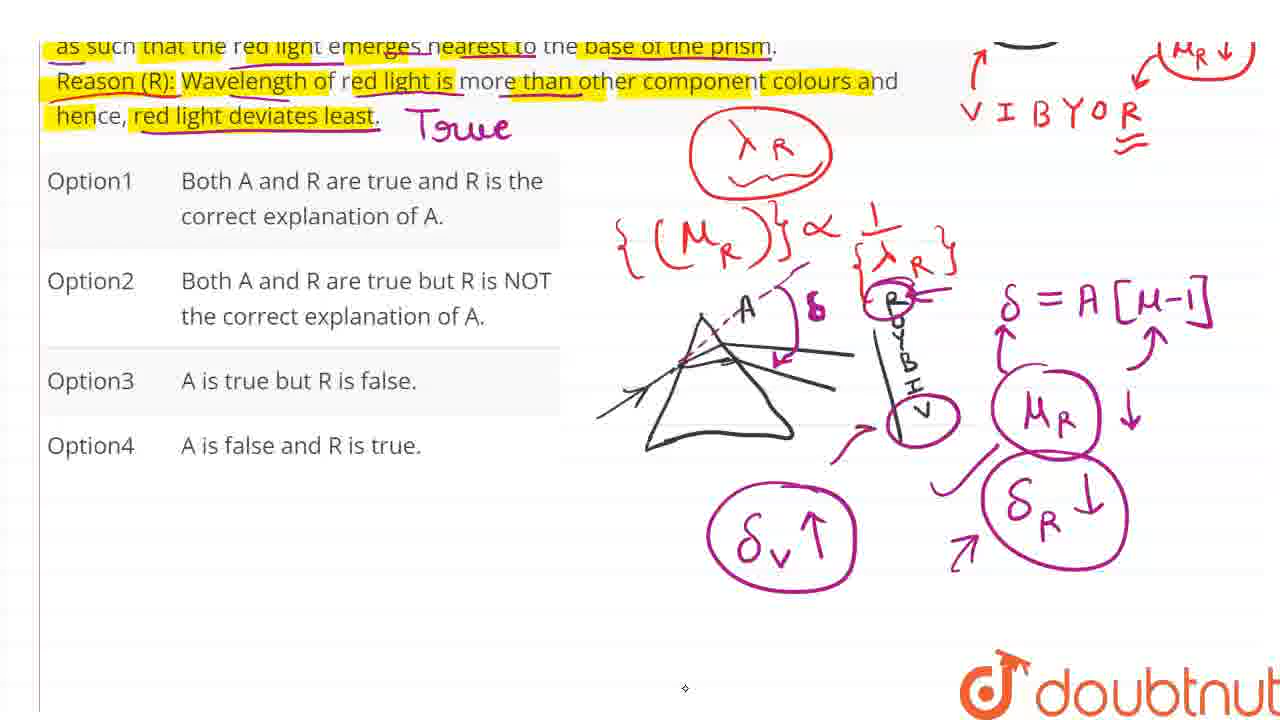 as such that the red light emerges nearest to the base of the prism.
Reason (R): Wavelength of red light is more than other component colours and
hence, red light deviates least. True
μR ↓
V I B Y O R
λR
{(μR)} ∝ 1/{λR}
Option1 Both A and R are true and R is the
correct explanation of A.
Option2 Both A and R are true but R is NOT
the correct explanation of A.
Option3 A is true but R is false.
Option4 A is false and R is true.
A
δ
R
O
Y
B
I
V
δ = A [μ-1]
μR ↓
δR ↓
δV ↑
doubtnut